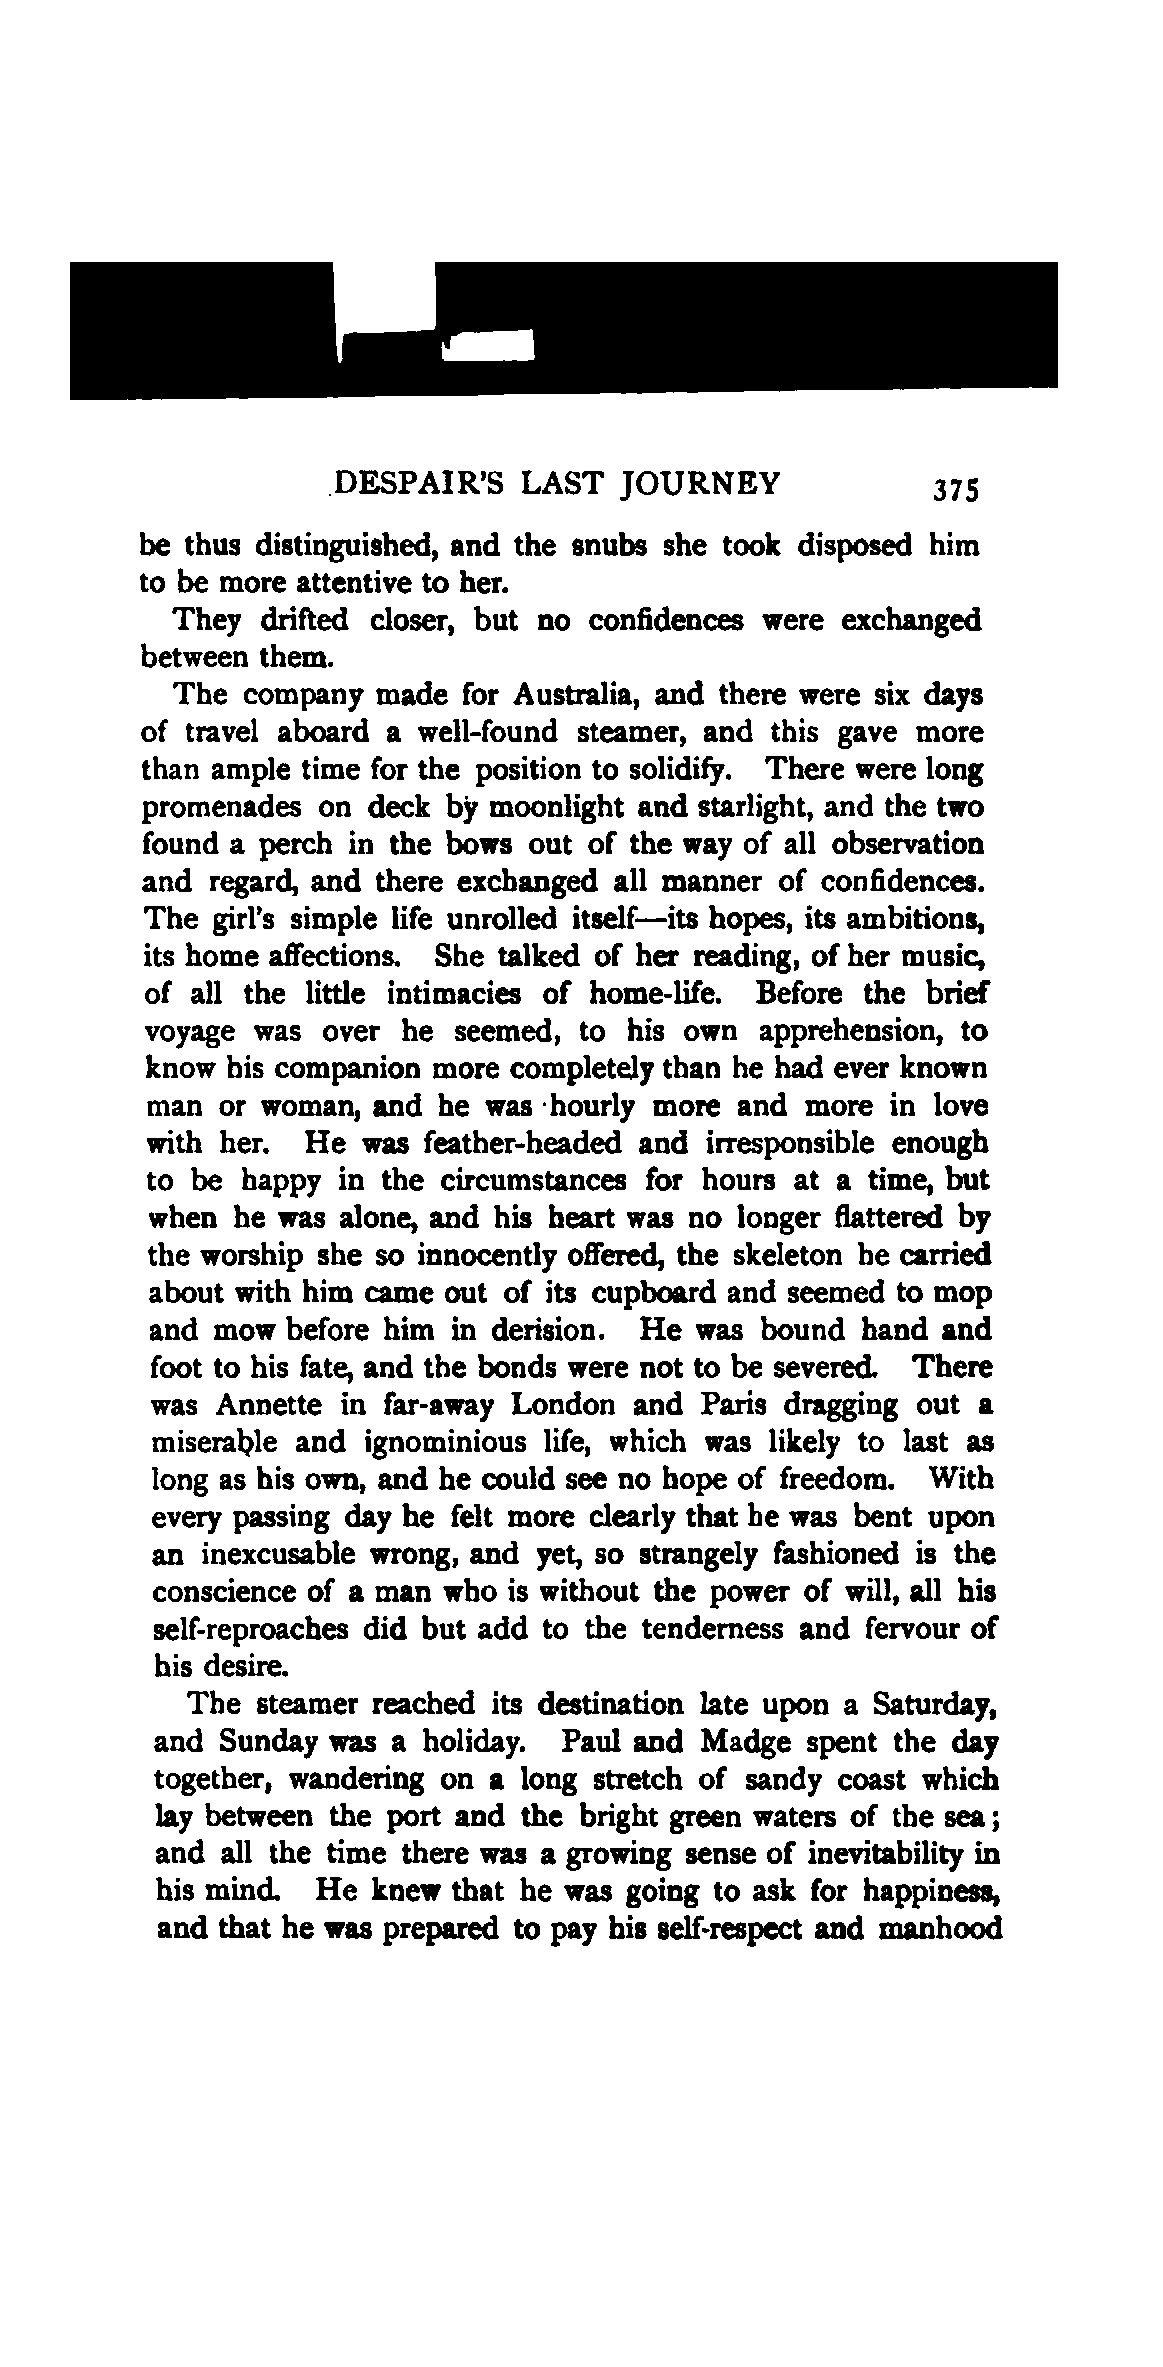 DESPAIR'S LAST JOURNEY 375
be thus distinguished, and the snubs she took disposed him
to be more attentive to her.
They drifted closer, but no confidences were exchanged
between them.
The company made for Australia, and there were six days
of travel aboard a well-found steamer, and this gave more
than ample time for the position to solidify. There were long
promenades on deck by moonlight and starlight, and the two
found a perch in the bows out of the way of all observation
and regard, and there exchanged all manner of confidences.
The girl's simple life unrolled itself—its hopes, its ambitions,
its home affections. She talked of her reading, of her music,
of all the little intimacies of home-life. Before the brief
voyage was over he seemed, to his own apprehension, to
know his companion more completely than he had ever known
man or woman, and he was hourly more and more in love
with her. He was feather-headed and irresponsible enough
to be happy in the circumstances for hours at a time, but
when he was alone, and his heart was no longer flattered by
the worship she so innocently offered, the skeleton he carried
about with him came out of its cupboard and seemed to mop
and mow before him in derision. He was bound hand and
foot to his fate, and the bonds were not to be severed. There
was Annette in far-away London and Paris dragging out a
miserable and ignominious life, which was likely to last as
long as his own, and he could see no hope of freedom. With
every passing day he felt more clearly that he was bent upon
an inexcusable wrong, and yet, so strangely fashioned is the
conscience of a man who is without the power of will, all his
self-reproaches did but add to the tenderness and fervour of
his desire.
The steamer reached its destination late upon a Saturday,
and Sunday was a holiday. Paul and Madge spent the day
together, wandering on a long stretch of sandy coast which
lay between the port and the bright green waters of the sea;
and all the time there was a growing sense of inevitability in
his mind. He knew that he was going to ask for happiness,
and that he was prepared to pay his self-respect and manhood